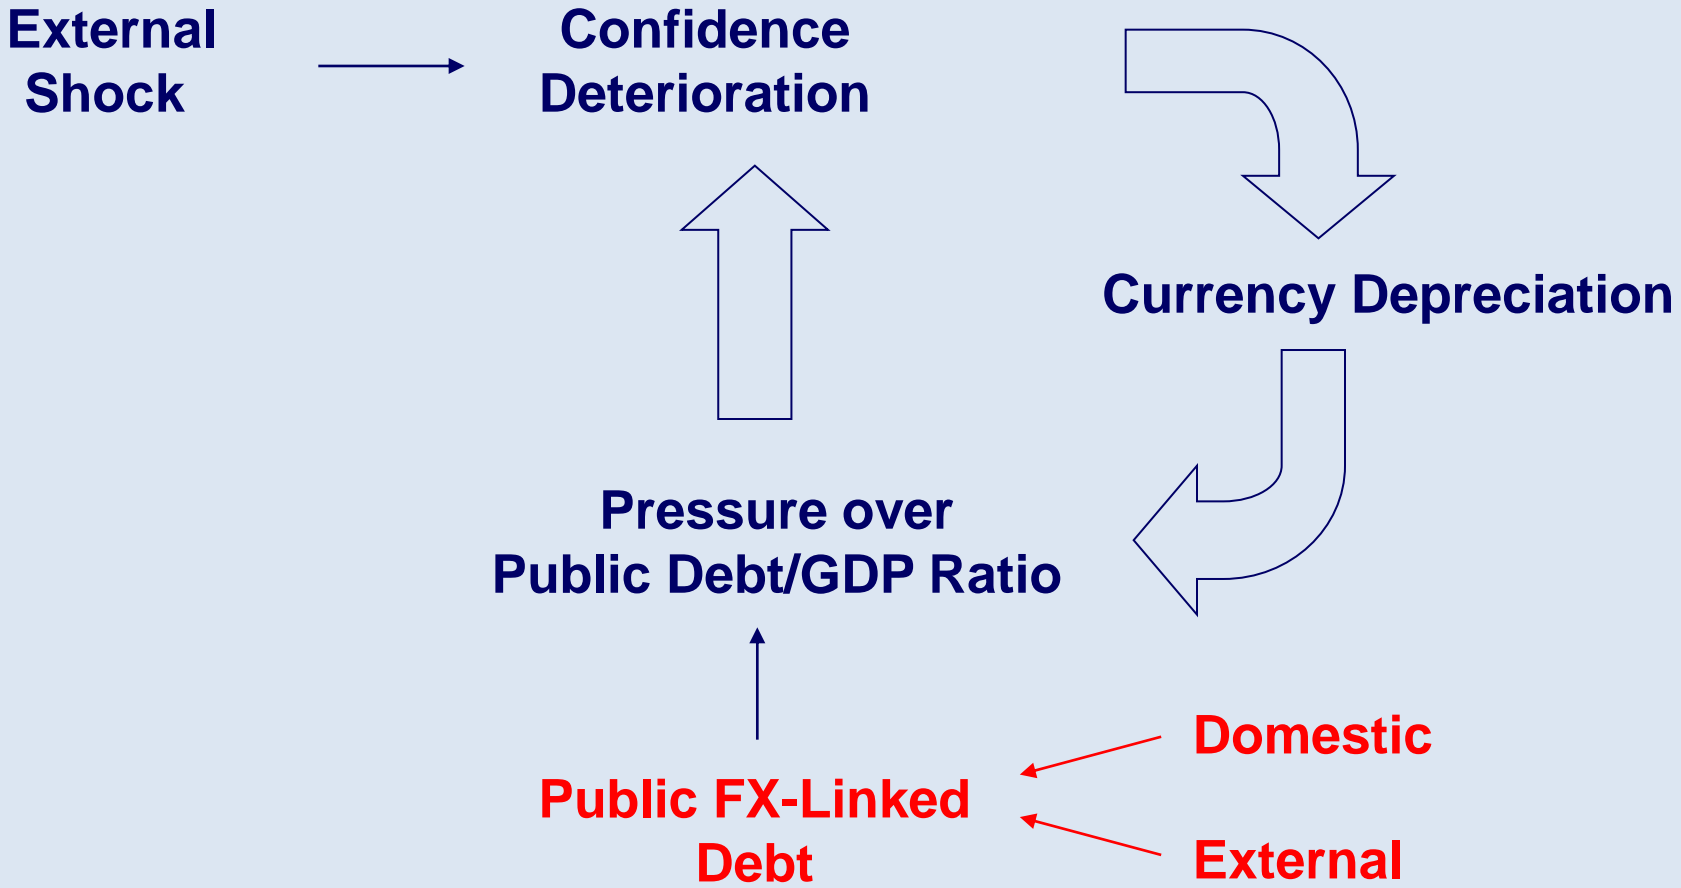 External
Shock
Confidence
Deterioration
Currency Depreciation
Pressure over
Public Debt/GDP Ratio
Public FX-Linked
Debt
Domestic
External